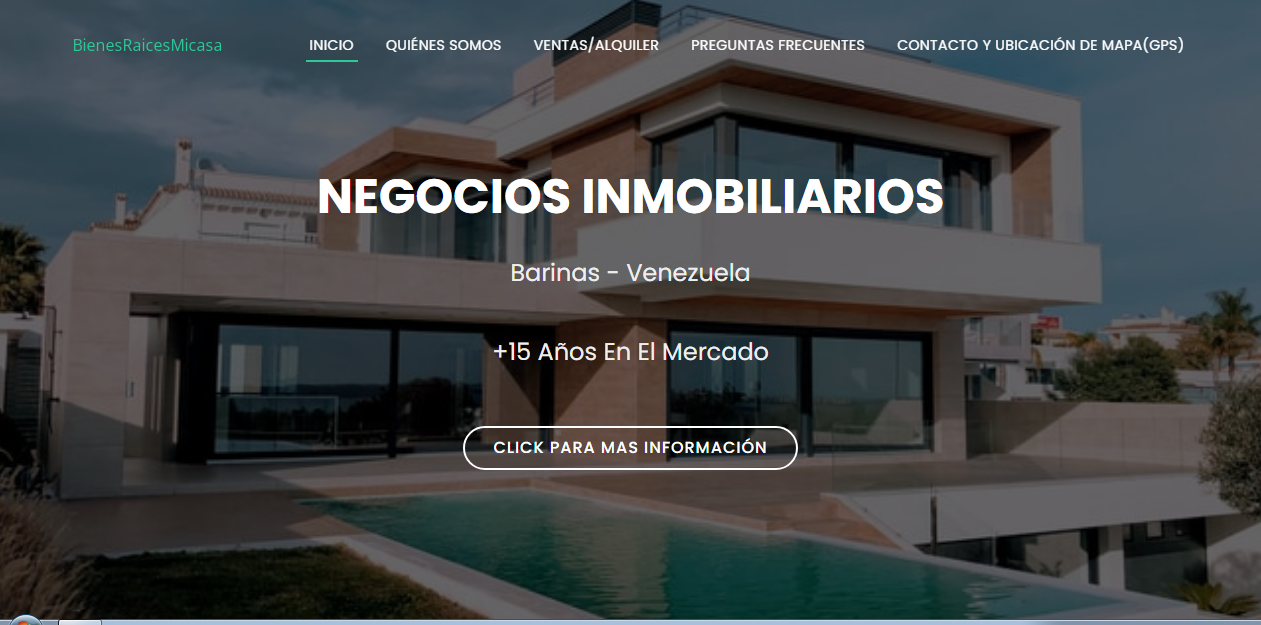 BienesRaicesMicasa
INICIO
QUIÉNES SOMOS
VENTAS/ALQUILER
PREGUNTAS FRECUENTES
CONTACTO Y UBICACIÓN DE MAPA(GPS)
NEGOCIOS INMOBILIARIOS
Barinas - Venezuela
+15 Años En El Mercado
CLICK PARA MAS INFORMACIÓN